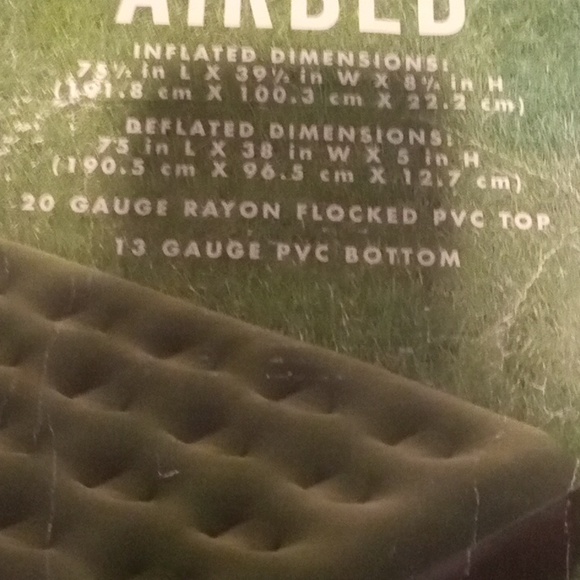 AIRBED
INFLATED DIMENSIONS:
75½ in L X 39½ in W X 8¾ in H
(191.8 cm X 100.3 cm X 22.2 cm)
DEFLATED DIMENSIONS:
75 in L X 38 in W X 5 in H
(190.5 cm X 96.5 cm X 12.7 cm)
20 GAUGE RAYON FLOCKED PVC TOP
13 GAUGE PVC BOTTOM